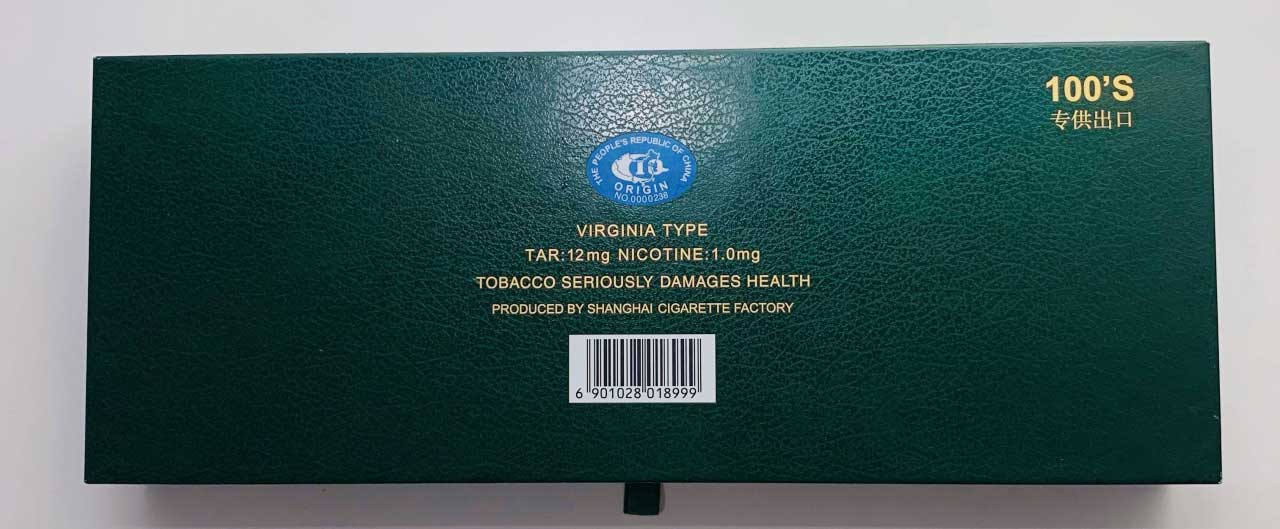 100'S
专供出口
THE PEOPLE'S REPUBLIC OF CHINA
CIQ
ORIGIN
NO.0000238
VIRGINIA TYPE
TAR:12mg NICOTINE:1.0mg
TOBACCO SERIOUSLY DAMAGES HEALTH
PRODUCED BY SHANGHAI CIGARETTE FACTORY
6 901028 018999